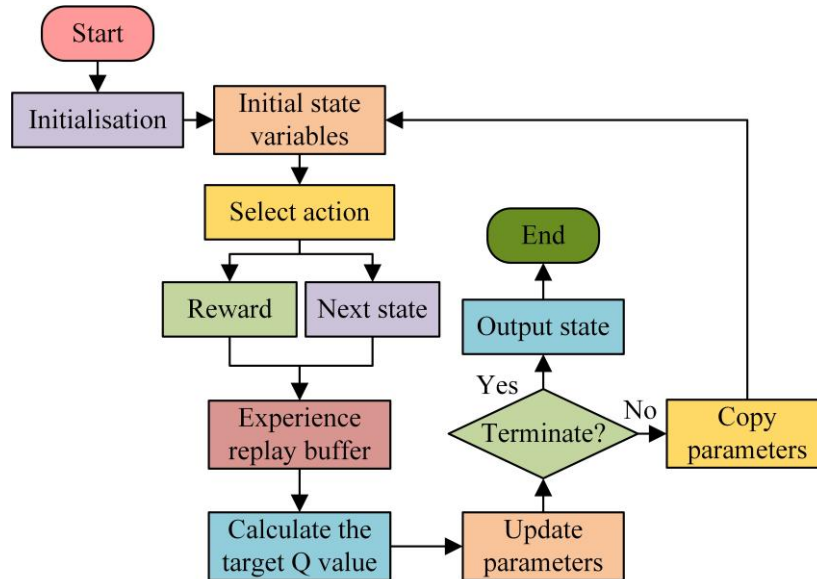 Start
Initialisation
Initial state
variables
Select action
Reward
Next state
Experience
replay buffer
Calculate the
target Q value
Update
parameters
Terminate?
Yes
No
Output state
End
Copy
parameters